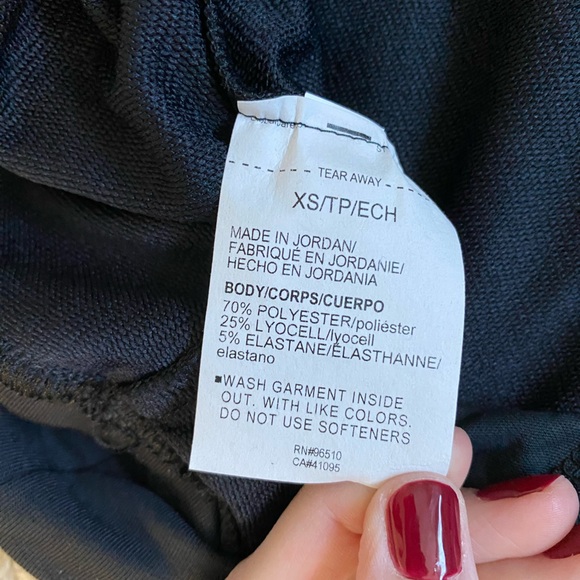 TEAR AWAY
XS/TP/ECH
MADE IN JORDAN/
FABRIQUÉ EN JORDANIE/
HECHO EN JORDANIA
BODY/CORPS/CUERPO
70% POLYESTER/poliéster
25% LYOCELL/lyocell
5% ELASTANE/ÉLASTHANNE/
elastano
▪WASH GARMENT INSIDE
OUT. WITH LIKE COLORS.
DO NOT USE SOFTENERS
RN#96510
CA#41095